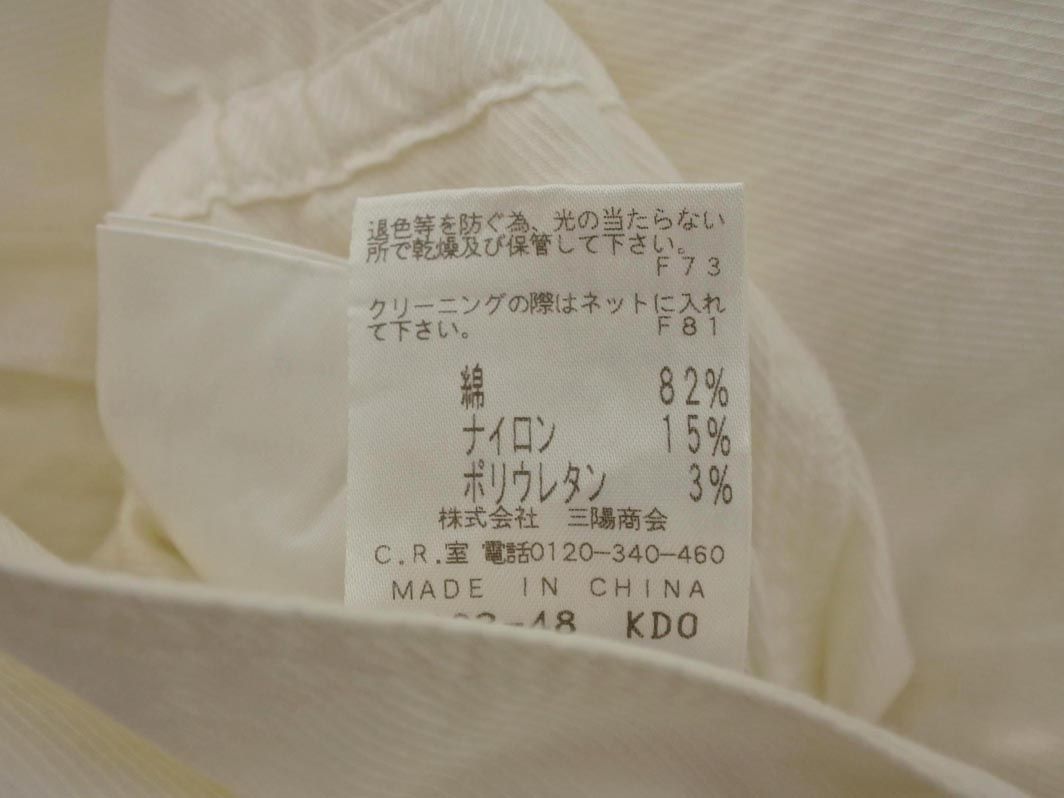 退色等を防ぐ為、光の当たらない
所で乾燥及び保管して下さい。
F73
クリーニングの際はネットに入れ
て下さい。 F81
綿 82%
ナイロン 15%
ポリウレタン 3%
株式会社 三陽商会
C.R.室 電話0120-340-460
MADE IN CHINA
-48 KDO